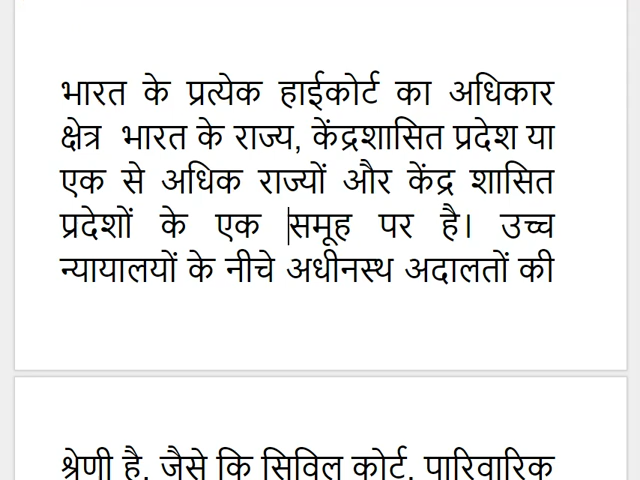 भारत के प्रत्येक हाईकोर्ट का अधिकार
क्षेत्र भारत के राज्य, केंद्रशासित प्रदेश या
एक से अधिक राज्यों और केंद्र शासित
प्रदेशों के एक समूह पर है। उच्च
न्यायालयों के नीचे अधीनस्थ अदालतों की
श्रेणी है, जैसे कि सिविल कोर्ट, पारिवारिक